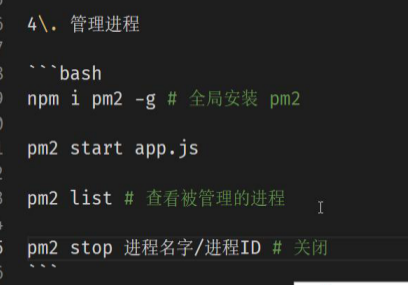 4\. 管理进程
```bash
npm i pm2 -g # 全局安装 pm2
pm2 start app.js
pm2 list # 查看被管理的进程
pm2 stop 进程名字/进程ID # 关闭
```